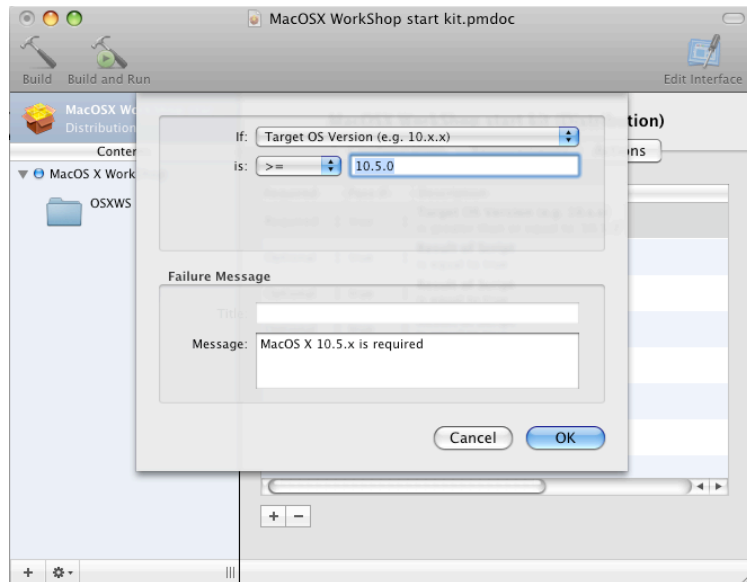 MacOSX WorkShop start kit.pmdoc
Build Build and Run Edit Interface
MacOSX Wo
Distribution tion)
Conten ons
If: Target OS Version (e.g. 10.x.x)
is: >= 10.5.0
MacOS X Work
OSXWS
Failure Message
Title:
Message: MacOS X 10.5.x is required
Cancel OK